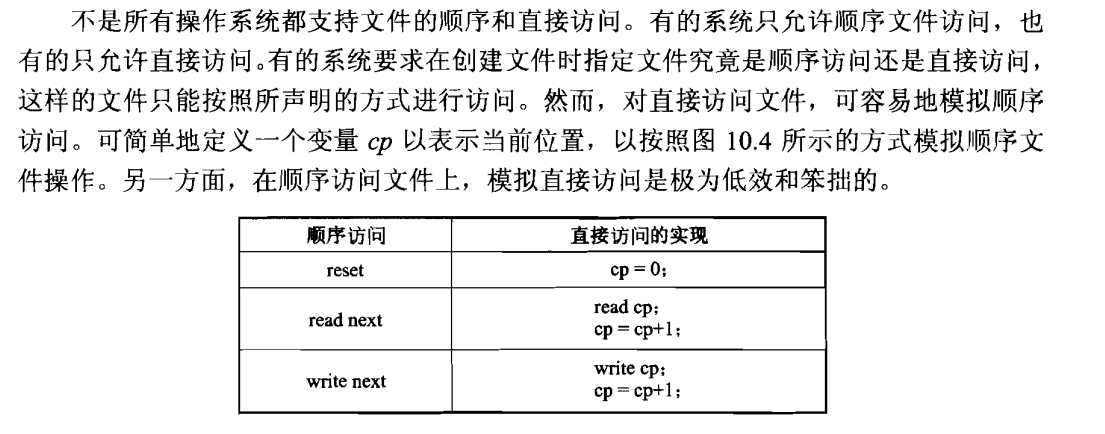 不是所有操作系统都支持文件的顺序和直接访问。有的系统只允许顺序文件访问，也
有的只允许直接访问。有的系统要求在创建文件时指定文件究竟是顺序访问还是直接访问，
这样的文件只能按照所声明的方式进行访问。然而，对直接访问文件，可容易地模拟顺序
访问。可简单地定义一个变量 cp 以表示当前位置，以按照图 10.4 所示的方式模拟顺序文
件操作。另一方面，在顺序访问文件上，模拟直接访问是极为低效和笨拙的。
顺序访问 直接访问的实现
reset cp = 0;
read next read cp;
cp = cp+1;
write next write cp;
cp = cp+1;